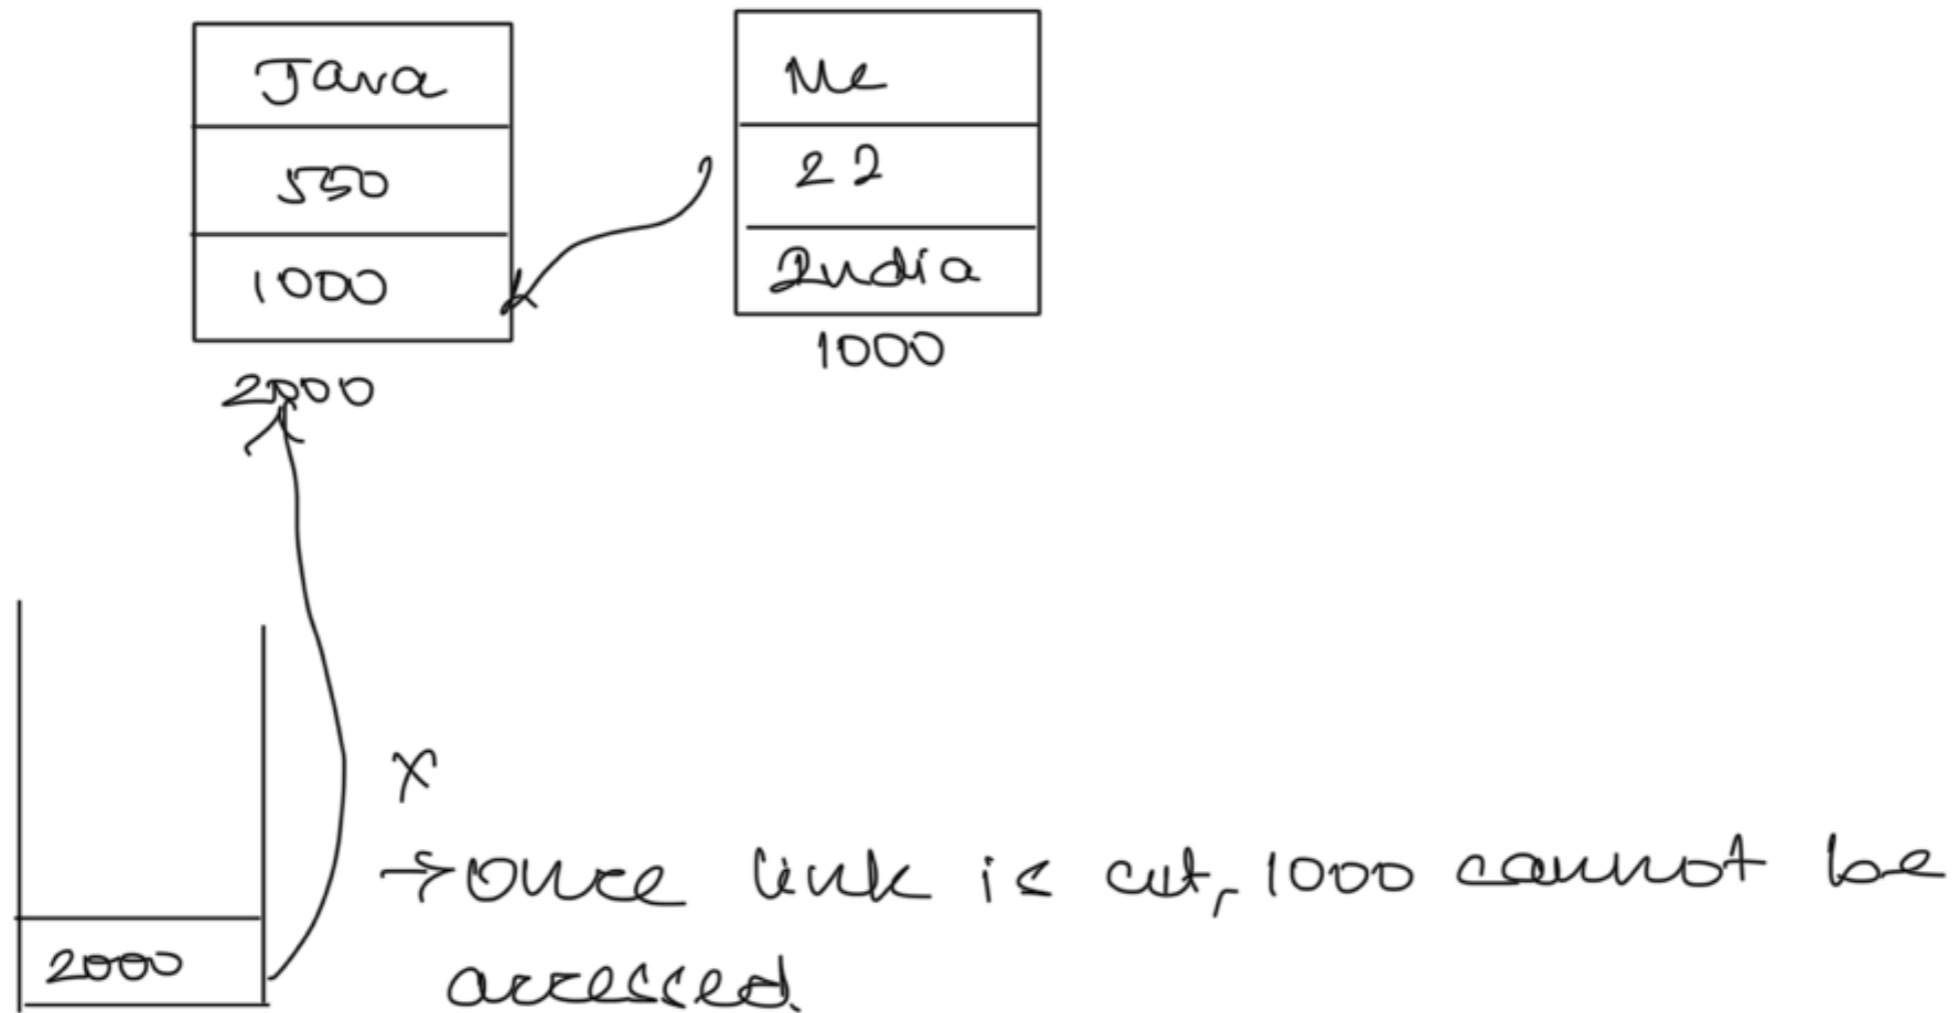 Java
550
1000
2000
Me
22
India
1000
2000
x
→ Once link is cut, 1000 cannot be
accessed.